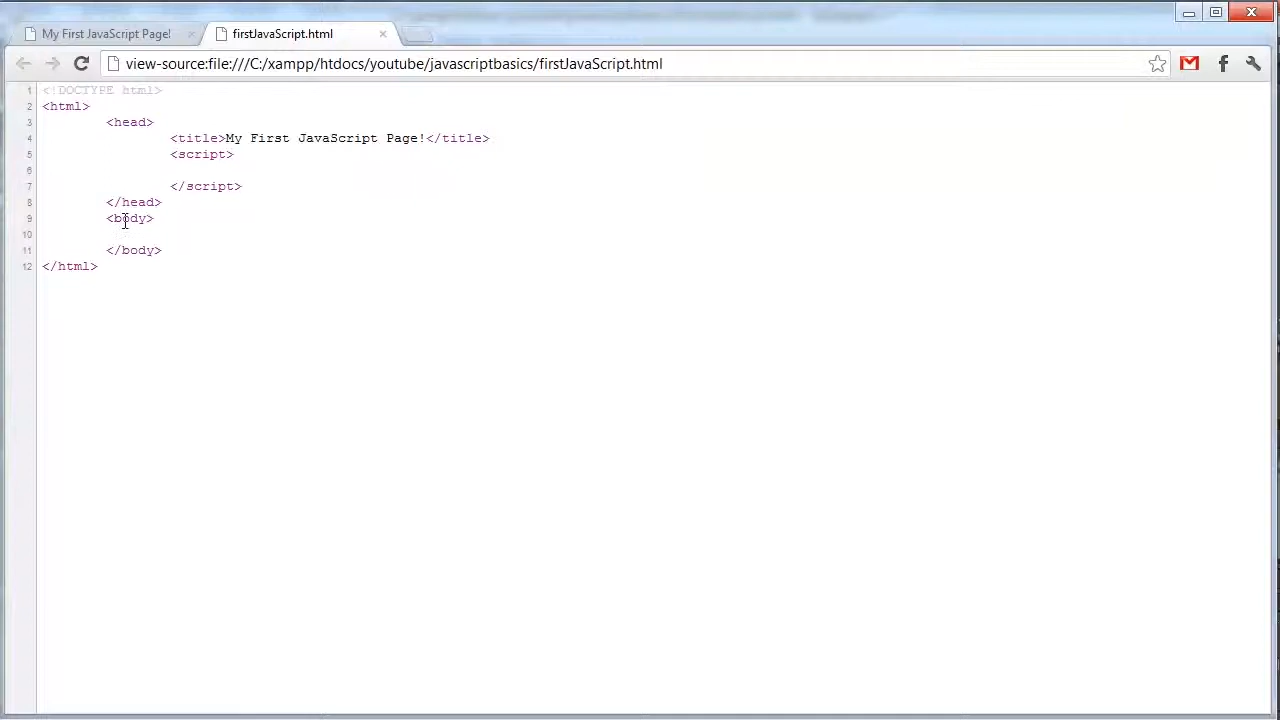 My First JavaScript Page!
firstJavaScript.html
view-source:file:///C:/xampp/htdocs/youtube/javascriptbasics/firstJavaScript.html
1 <!DOCTYPE html>
2 <html>
3 <head>
4 <title>My First JavaScript Page!</title>
5 <script>
6
7 </script>
8 </head>
9 <body>
10
11 </body>
12 </html>